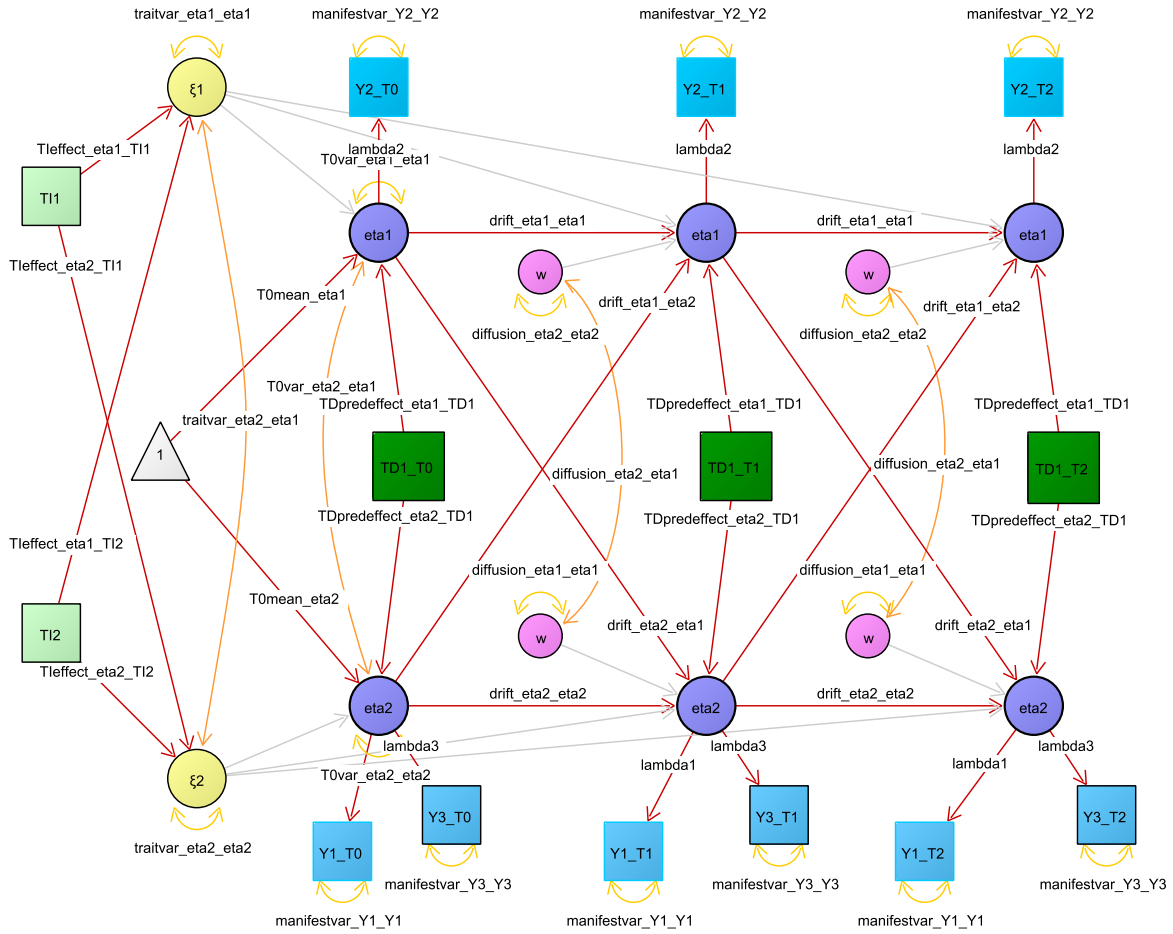 traitvar_eta1_eta1
manifestvar_Y2_Y2
manifestvar_Y2_Y2
manifestvar_Y2_Y2
ξ1
Y2_T0
Y2_T1
Y2_T2
TIeffect_eta1_TI1
lambda2
lambda2
lambda2
T0var_eta1_eta1
TI1
drift_eta1_eta1
drift_eta1_eta1
eta1
eta1
eta1
TIeffect_eta2_TI1
w
w
T0mean_eta1
drift_eta1_eta2
drift_eta1_eta2
diffusion_eta2_eta2
diffusion_eta2_eta2
T0var_eta2_eta1
TDpredeffect_eta1_TD1
TDpredeffect_eta1_TD1
TDpredeffect_eta1_TD1
traitvar_eta2_eta1
1
TD1_T0
TD1_T1
TD1_T2
diffusion_eta2_eta1
diffusion_eta2_eta1
TDpredeffect_eta2_TD1
TDpredeffect_eta2_TD1
TDpredeffect_eta2_TD1
TIeffect_eta1_TI2
diffusion_eta1_eta1
diffusion_eta1_eta1
T0mean_eta2
drift_eta2_eta1
drift_eta2_eta1
TI2
w
w
TIeffect_eta2_TI2
drift_eta2_eta2
drift_eta2_eta2
eta2
eta2
eta2
lambda3
lambda3
lambda3
lambda1
lambda1
T0var_eta2_eta2
ξ2
Y3_T0
Y3_T1
Y3_T2
traitvar_eta2_eta2
Y1_T0
Y1_T1
Y1_T2
manifestvar_Y3_Y3
manifestvar_Y3_Y3
manifestvar_Y3_Y3
manifestvar_Y1_Y1
manifestvar_Y1_Y1
manifestvar_Y1_Y1